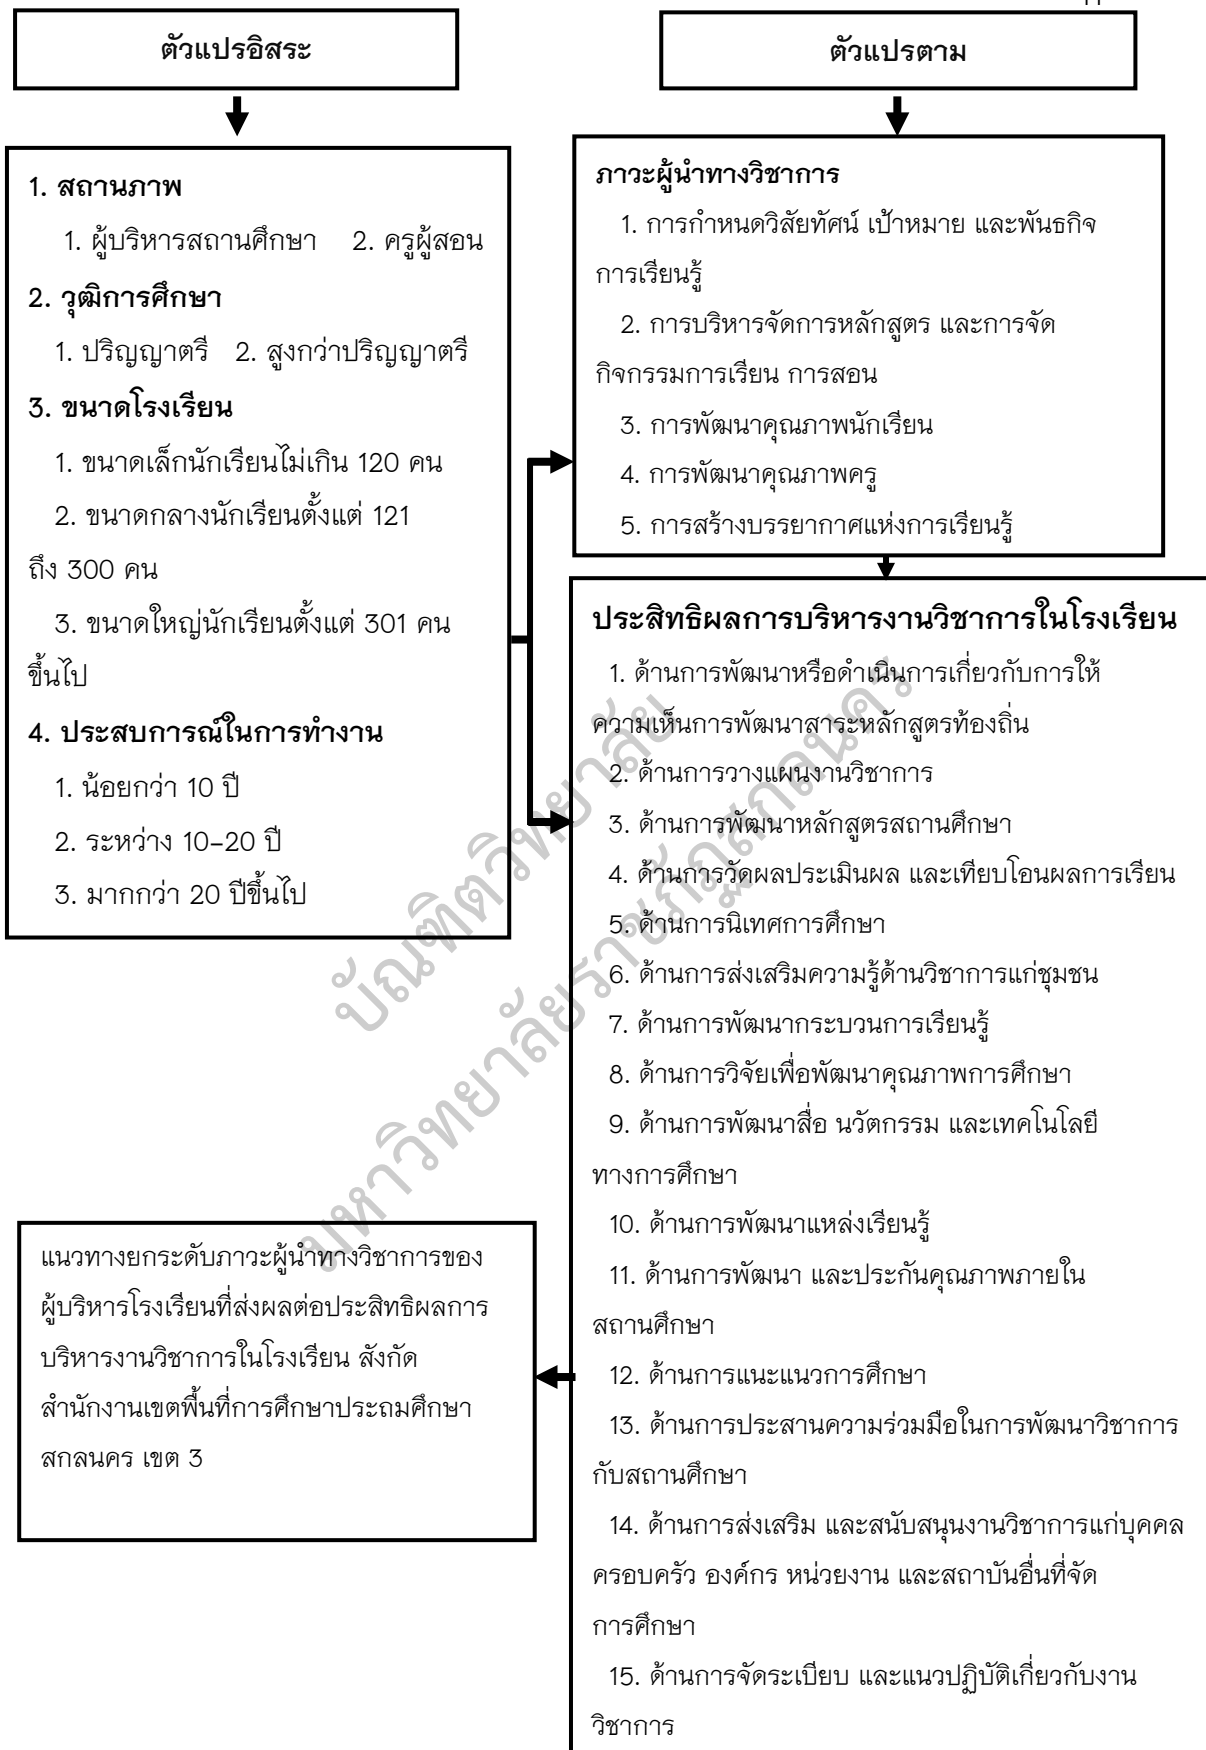 ตัวแปรอิสระ
ตัวแปรตาม
1. สถานภาพ
1. ผู้บริหารสถานศึกษา 2. ครูผู้สอน
2. วุฒิการศึกษา
1. ปริญญาตรี 2. สูงกว่าปริญญาตรี
3. ขนาดโรงเรียน
1. ขนาดเล็กนักเรียนไม่เกิน 120 คน
2. ขนาดกลางนักเรียนตั้งแต่ 121
ถึง 300 คน
3. ขนาดใหญ่นักเรียนตั้งแต่ 301 คน
ขึ้นไป
4. ประสบการณ์ในการทำงาน
1. น้อยกว่า 10 ปี
2. ระหว่าง 10–20 ปี
3. มากกว่า 20 ปีขึ้นไป
ภาวะผู้นำทางวิชาการ
1. การกำหนดวิสัยทัศน์ เป้าหมาย และพันธกิจ
การเรียนรู้
2. การบริหารจัดการหลักสูตร และการจัด
กิจกรรมการเรียน การสอน
3. การพัฒนาคุณภาพนักเรียน
4. การพัฒนาคุณภาพครู
5. การสร้างบรรยากาศแห่งการเรียนรู้
ประสิทธิผลการบริหารงานวิชาการในโรงเรียน
1. ด้านการพัฒนาหรือดำเนินการเกี่ยวกับการให้
ความเห็นการพัฒนาสาระหลักสูตรท้องถิ่น
2. ด้านการวางแผนงานวิชาการ
3. ด้านการพัฒนาหลักสูตรสถานศึกษา
4. ด้านการวัดผลประเมินผล และเทียบโอนผลการเรียน
5. ด้านการนิเทศการศึกษา
6. ด้านการส่งเสริมความรู้ด้านวิชาการแก่ชุมชน
7. ด้านการพัฒนากระบวนการเรียนรู้
8. ด้านการวิจัยเพื่อพัฒนาคุณภาพการศึกษา
9. ด้านการพัฒนาสื่อ นวัตกรรม และเทคโนโลยี
ทางการศึกษา
10. ด้านการพัฒนาแหล่งเรียนรู้
11. ด้านการพัฒนา และประกันคุณภาพภายใน
สถานศึกษา
12. ด้านการแนะแนวการศึกษา
13. ด้านการประสานความร่วมมือในการพัฒนาวิชาการ
กับสถานศึกษา
14. ด้านการส่งเสริม และสนับสนุนงานวิชาการแก่บุคคล
ครอบครัว องค์กร หน่วยงาน และสถาบันอื่นที่จัด
การศึกษา
15. ด้านการจัดระเบียบ และแนวปฏิบัติเกี่ยวกับงาน
วิชาการ
แนวทางยกระดับภาวะผู้นำทางวิชาการของ
ผู้บริหารโรงเรียนที่ส่งผลต่อประสิทธิผลการ
บริหารงานวิชาการในโรงเรียน สังกัด
สำนักงานเขตพื้นที่การศึกษาประถมศึกษา
สกลนคร เขต 3
บัณฑิตวิทยาลัย
มหาวิทยาลัยราชภัฏสกลนคร